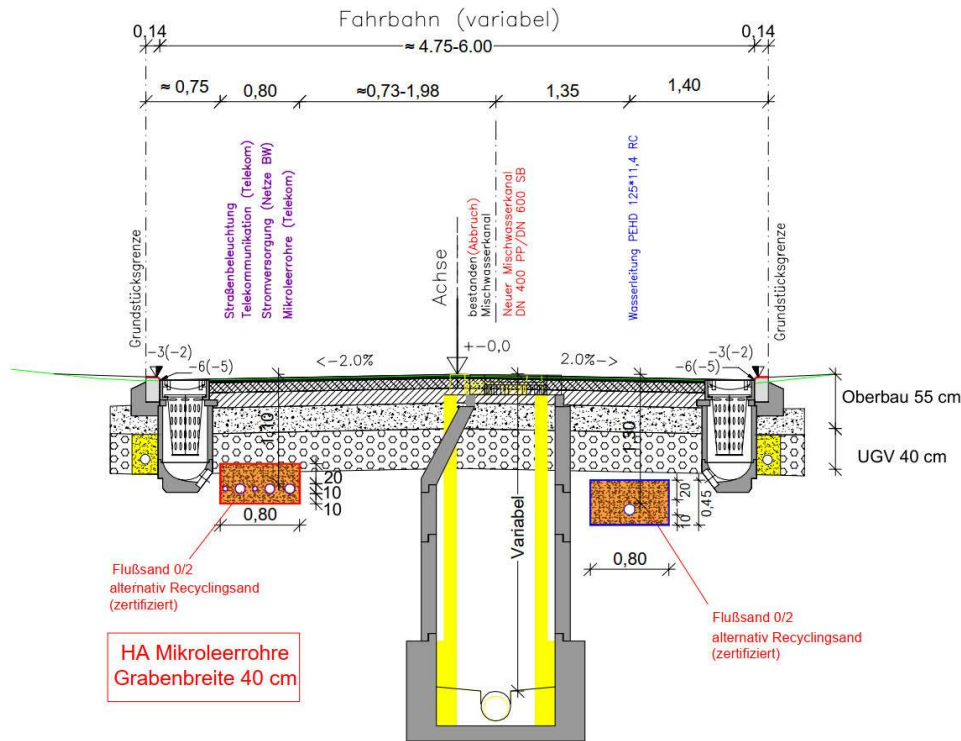 Fahrbahn (variabel)
0,14
≈ 4.75-6.00
0,14
≈ 0,75
0,80
≈0,73-1,98
1,35
1,40
Grundstücksgrenze
Straßenbeleuchtung
Telekommunikation (Telekom)
Stromversorgung (Netze BW)
Mikroleerrohre (Telekom)
Achse
bestanden (Abbruch)
Mischwasserkanal
Neuer Mischwasserkanal
DN 400 PP/DN 600 SB
Wasserleitung PEHD 125*11,4 RC
Grundstücksgrenze
-3(-2)
-6(-5)
<-2.0%
+-0,0
2.0%->
-6(-5)
-3(-2)
Oberbau 55 cm
UGV 40 cm
1,10
1,30
20
10
10
0,80
Variabel
20
10
0,45
0,80
Flußsand 0/2
alternativ Recyclingsand
(zertifiziert)
Flußsand 0/2
alternativ Recyclingsand
(zertifiziert)
HA Mikroleerrohre
Grabenbreite 40 cm